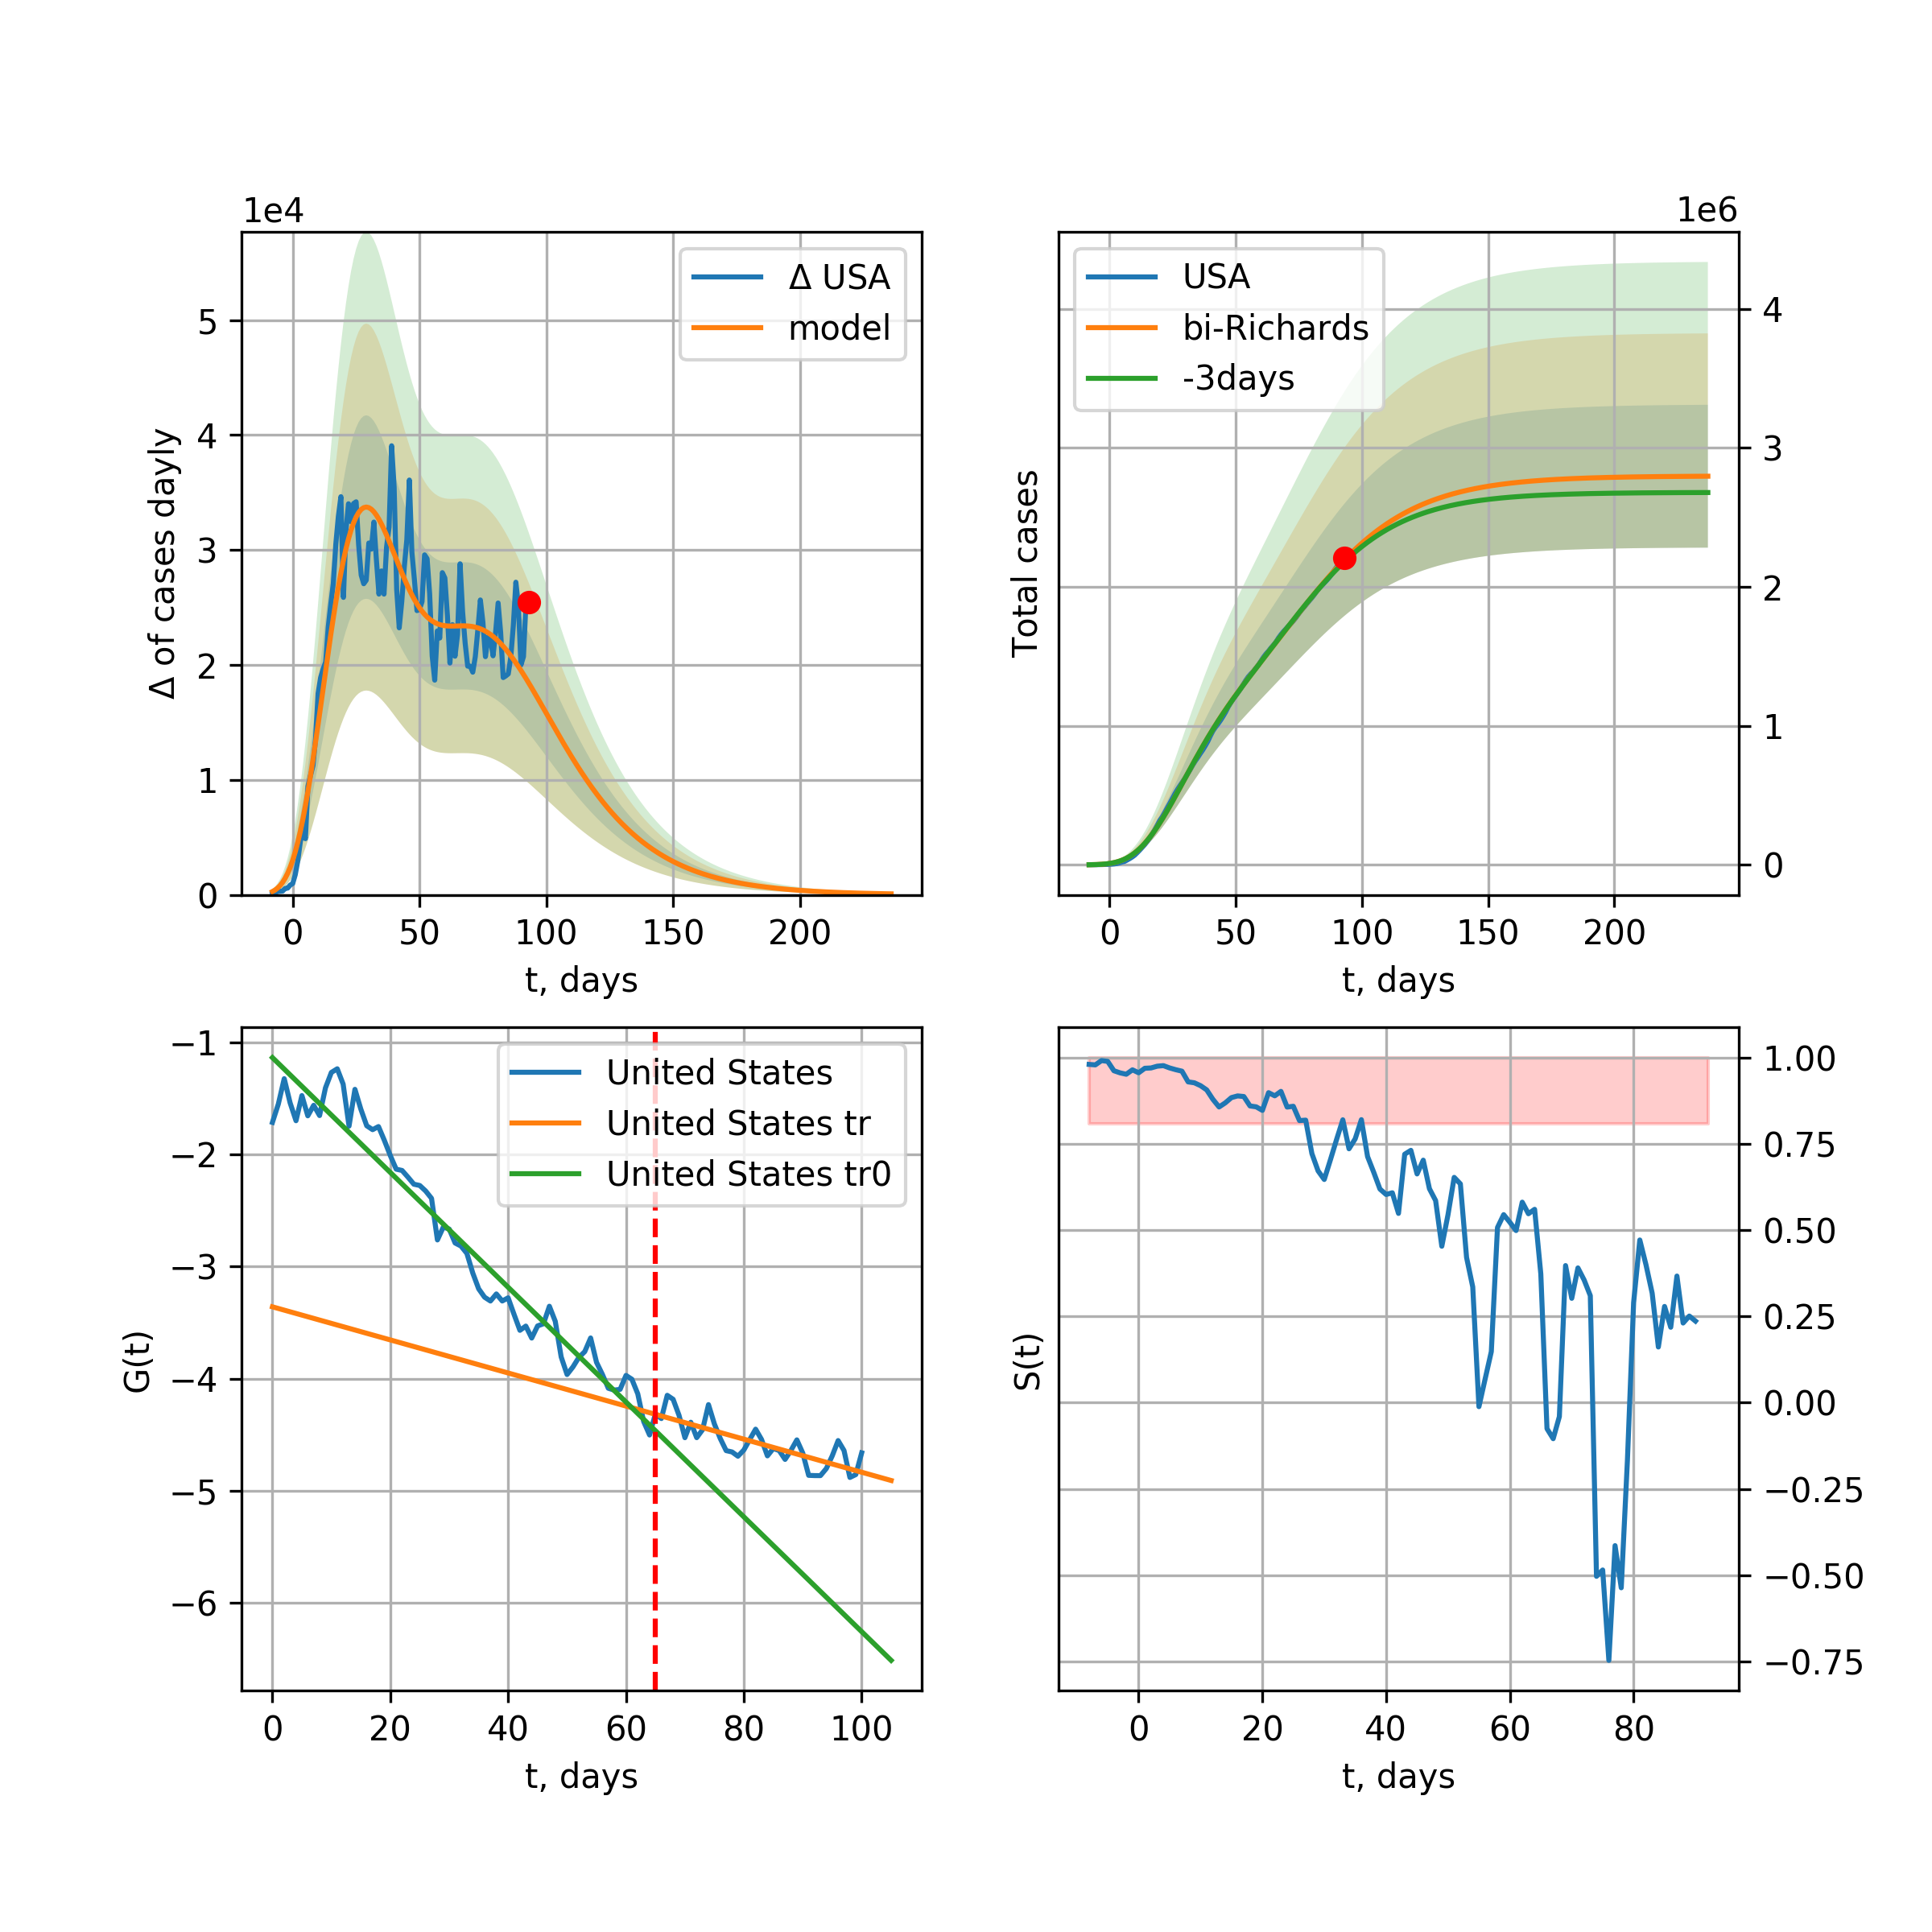 1e4
Δ USA
model
5
4
3
2
1
0
Δ of cases dayly
0 50 100 150 200
t, days
1e6
USA
bi-Richards
-3days
4
3
2
1
0
Total cases
0 50 100 150 200
t, days
United States
United States tr
United States tr0
−1
−2
−3
−4
−5
−6
G(t)
0 20 40 60 80 100
t, days
1.00
0.75
0.50
0.25
0.00
−0.25
−0.50
−0.75
S(t)
0 20 40 60 80
t, days